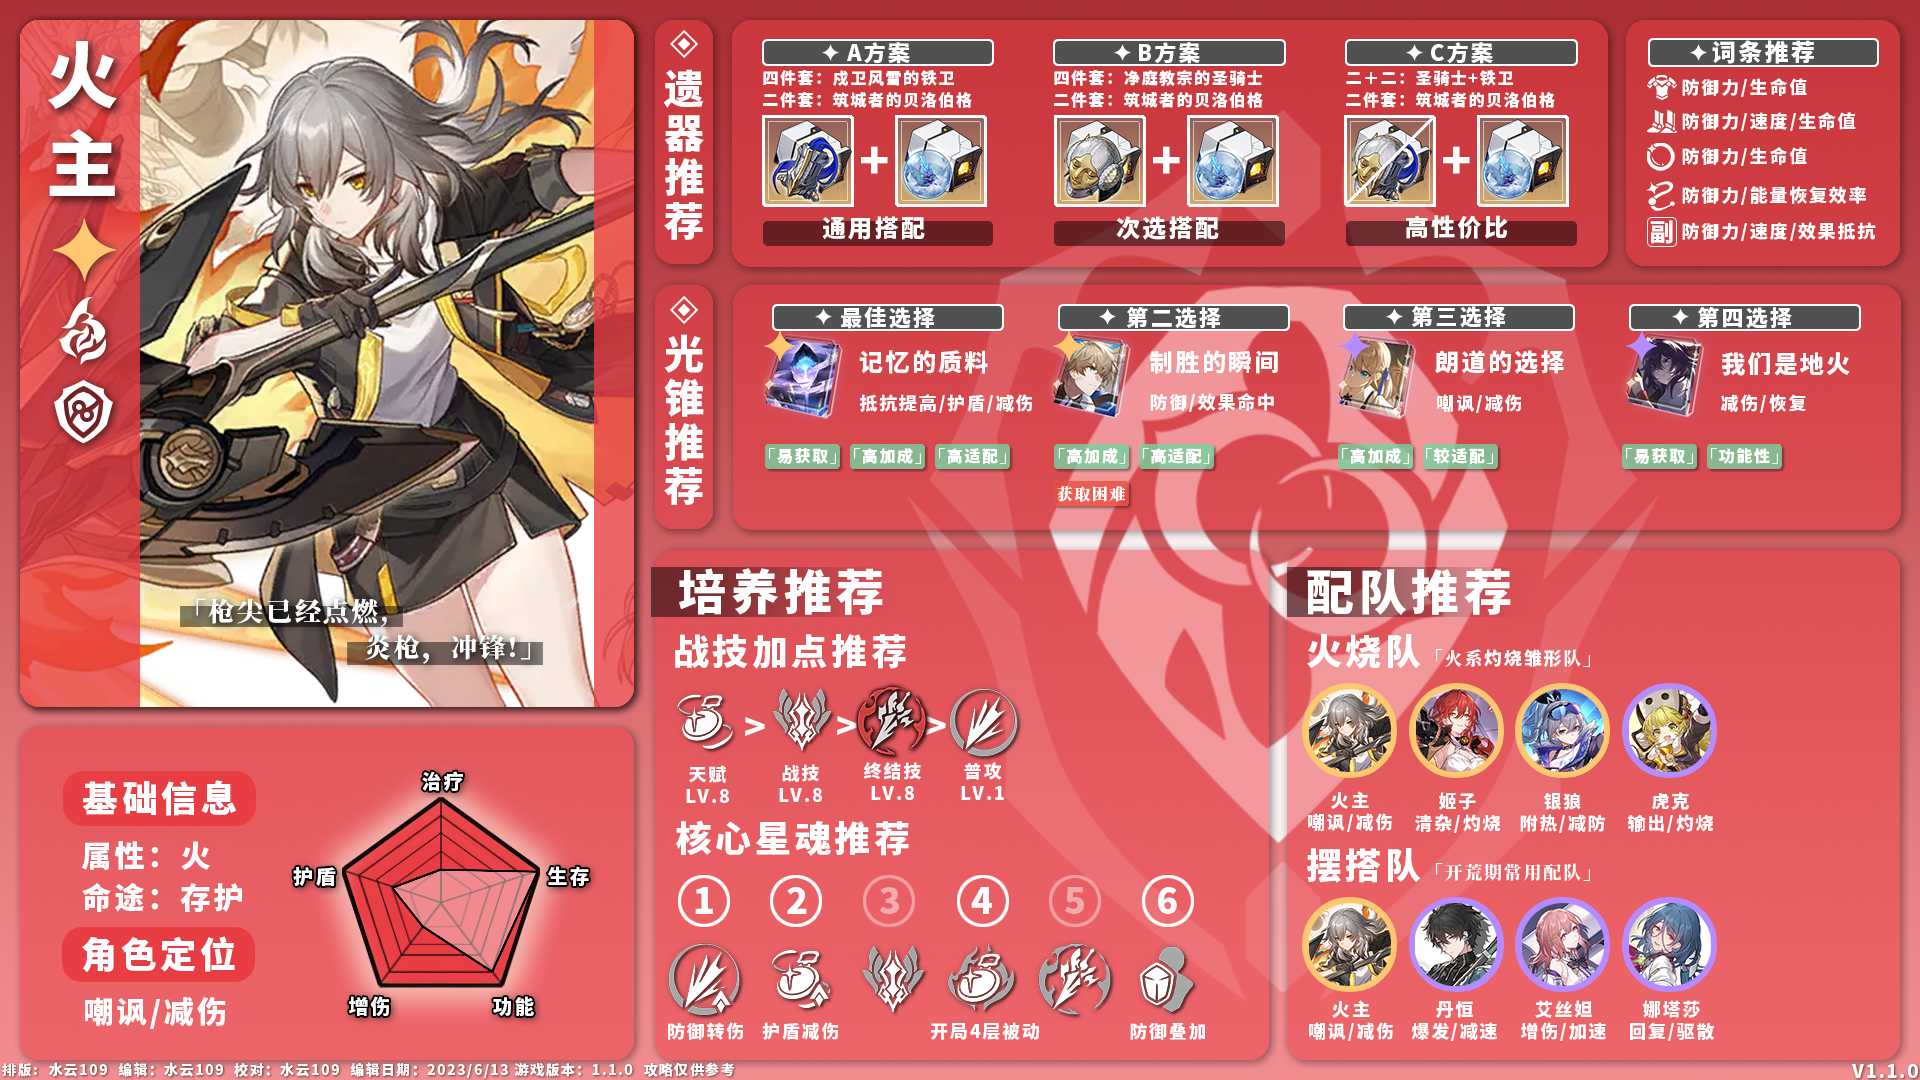 火主
「枪尖已经点燃，
炎枪，冲锋!」
基础信息
属性：火
命途：存护
角色定位
嘲讽/减伤
治疗
护盾
生存
增伤
功能
遗器推荐
✦ A方案
四件套：戍卫风雪的铁卫
二件套：筑城者的贝洛伯格
+
通用搭配
✦ B方案
四件套：净庭教宗的圣骑士
二件套：筑城者的贝洛伯格
+
次选搭配
✦ C方案
二+二：圣骑士+铁卫
二件套：筑城者的贝洛伯格
+
高性价比
✦词条推荐
防御力/生命值
防御力/速度/生命值
防御力/生命值
防御力/能量恢复效率
副 防御力/速度/效果抵抗
光锥推荐
✦ 最佳选择
记忆的质料
抵抗提高/护盾/减伤
「易获取」 「高加成」 「高适配」
✦ 第二选择
制胜的瞬间
防御/效果命中
「高加成」 「高适配」
获取困难
✦ 第三选择
朗道的选择
嘲讽/减伤
「高加成」 「较适配」
✦ 第四选择
我们是地火
减伤/恢复
「易获取」 「功能性」
培养推荐
战技加点推荐
> > >
天赋 战技 终结技 普攻
LV.8 LV.8 LV.8 LV.1
核心星魂推荐
1 2 3 4 5 6
防御转伤 护盾减伤 开局4层被动 防御叠加
配队推荐
火烧队「火系灼烧雏形队」
火主 姬子 银狼 虎克
嘲讽/减伤 清杂/灼烧 附热/减防 输出/灼烧
摆搭队「开荒期常用配队」
火主 丹恒 艾丝妲 娜塔莎
嘲讽/减伤 爆发/减速 增伤/加速 回复/驱散
排版：水云109 编辑：水云109 校对：水云109 编辑日期：2023/6/13 游戏版本：1.1.0 攻略仅供参考
V1.1.0